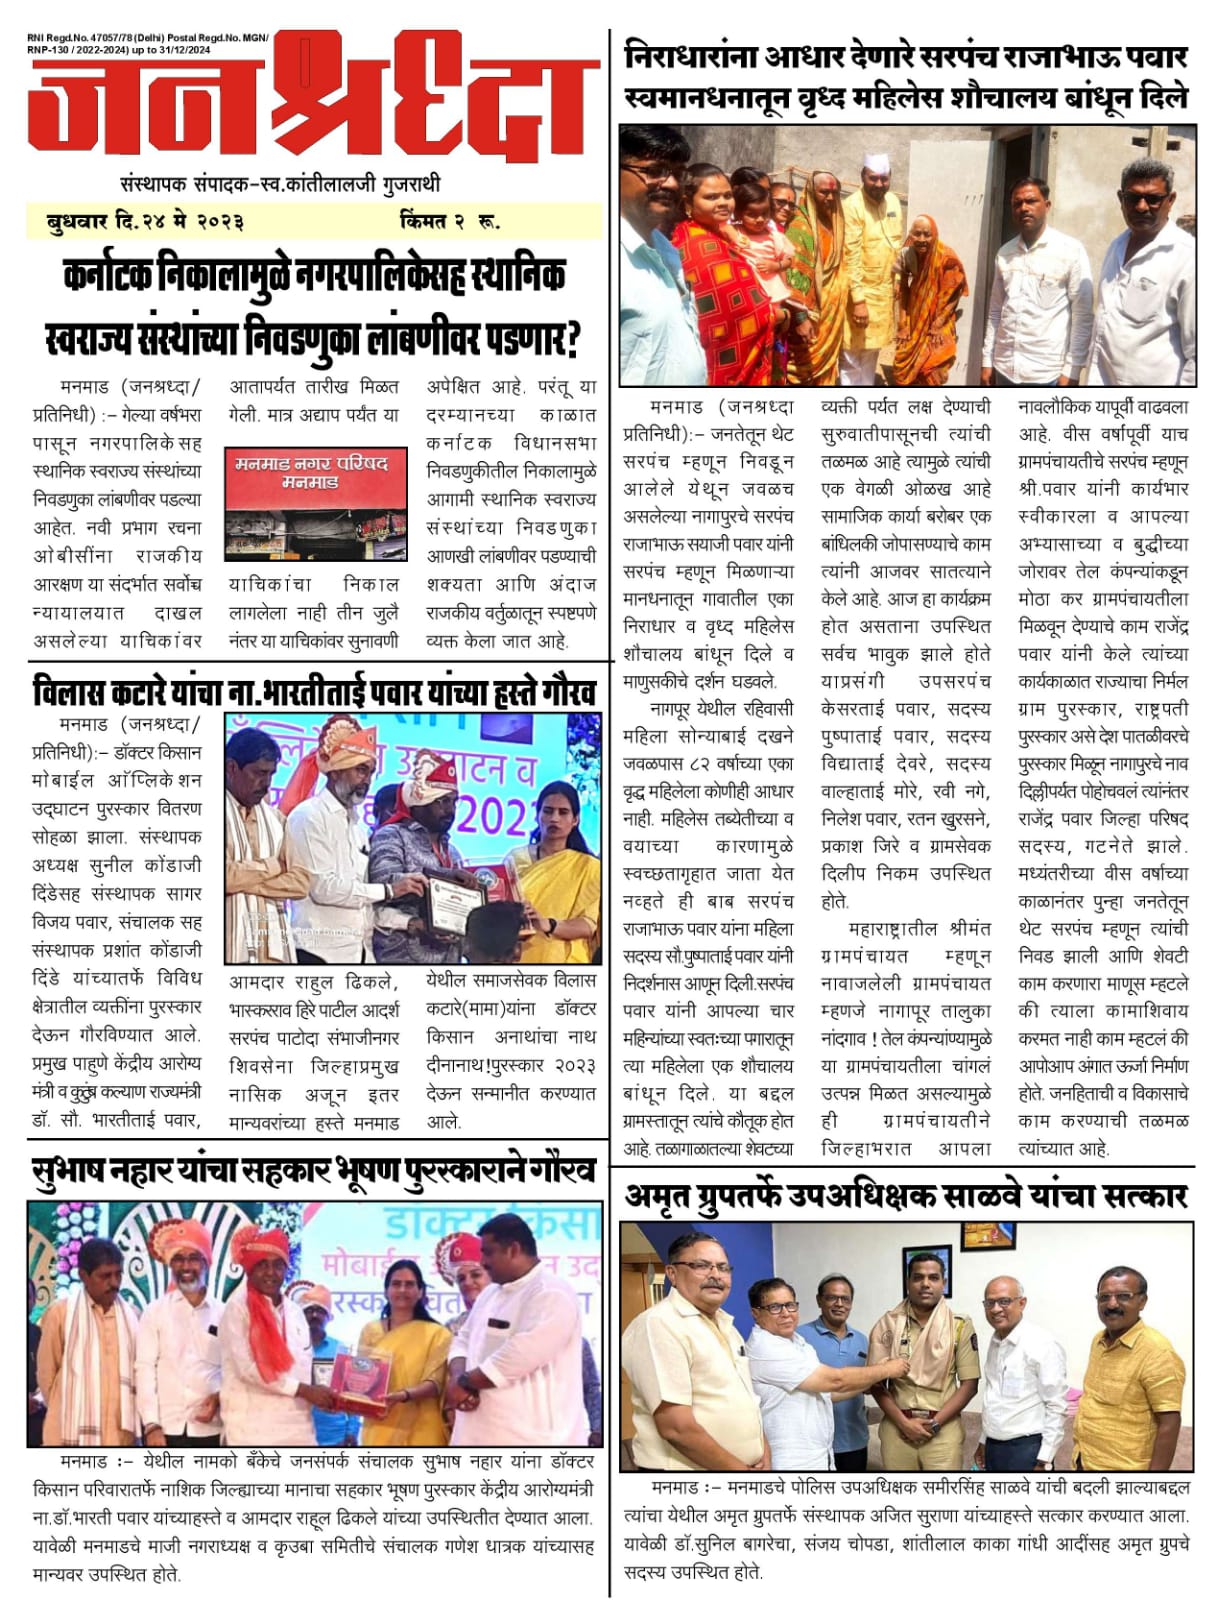 RNI Regd.No. 47057/78 (Delhi) Postal Regd.No. MGN/
RNP-130 / 2022-2024) up to 31/12/2024
जनश्रध्दा
संस्थापक संपादक-स्व.कांतीलालजी गुजराथी
बुधवार दि.२४ मे २०२३ किंमत २ रू.
कर्नाटक निकालामुळे नगरपालिकेसह स्थानिक
स्वराज्य संस्थांच्या निवडणुका लांबणीवर पडणार?
मनमाड (जनश्रध्दा/
प्रतिनिधी) :- गेल्या वर्षभरा
पासून नगरपालिकेसह
स्थानिक स्वराज्य संस्थांच्या
निवडणुका लांबणीवर पडल्या
आहेत. नवी प्रभाग रचना
ओबीसींना राजकीय
आरक्षण या संदर्भात सर्वोच्च
न्यायालयात दाखल
असलेल्या याचिकांवर
आतापर्यंत तारीख मिळत
गेली. मात्र अद्याप पर्यंत या
मनमाड नगर परिषद
मनमाड
याचिकांचा निकाल
लागलेला नाही तीन जुलै
नंतर या याचिकांवर सुनावणी
अपेक्षित आहे. परंतू या
दरम्यानच्या काळात
कर्नाटक विधानसभा
निवडणुकीतील निकालामुळे
आगामी स्थानिक स्वराज्य
संस्थांच्या निवडणुका
आणखी लांबणीवर पडण्याची
शक्यता आणि अंदाज
राजकीय वर्तुळातून स्पष्टपणे
व्यक्त केला जात आहे.
विलास कटारे यांचा ना.भारतीताई पवार यांच्या हस्ते गौरव
मनमाड (जनश्रध्दा/
प्रतिनिधी):- डॉक्टर किसान
मोबाईल ऑप्लिकेशन
उद्घाटन पुरस्कार वितरण
सोहळा झाला. संस्थापक
अध्यक्ष सुनील कोंडाजी
दिंडेसह संस्थापक सागर
विजय पवार, संचालक सह
संस्थापक प्रशांत कोंडाजी
दिंडे यांच्यातर्फे विविध
क्षेत्रातील व्यक्तींना पुरस्कार
देऊन गौरविण्यात आले.
प्रमुख पाहुणे केंद्रीय आरोग्य
मंत्री व कुटुंब कल्याण राज्यमंत्री
डॉ. सौ. भारतीताई पवार,
आमदार राहुल ढिकले,
भास्करराव हिरे पाटील आदर्श
सरपंच पाटोदा संभाजीनगर
शिवसेना जिल्हाप्रमुख
नासिक अजून इतर
मान्यवरांच्या हस्ते मनमाड
येथील समाजसेवक विलास
कटारे(मामा)यांना डॉक्टर
किसान अनाथांचा नाथ
दीनानाथ!पुरस्कार २०२३
देऊन सन्मानीत करण्यात
आले.
सुभाष नहार यांचा सहकार भूषण पुरस्काराने गौरव
डॉक्टर किसा
मनमाड :- येथील नामको बँकेचे जनसंपर्क संचालक सुभाष नहार यांना डॉक्टर
किसान परिवारातर्फे नाशिक जिल्ह्याच्या मानाचा सहकार भूषण पुरस्कार केंद्रीय आरोग्यमंत्री
ना.डॉ.भारती पवार यांच्याहस्ते व आमदार राहूल ढिकले यांच्या उपस्थितीत देण्यात आला.
यावेळी मनमाडचे माजी नगराध्यक्ष व कृउबा समितीचे संचालक गणेश धात्रक यांच्यासह
मान्यवर उपस्थित होते.
निराधारांना आधार देणारे सरपंच राजाभाऊ पवार
स्वमानधनातून वृध्द महिलेस शौचालय बांधून दिले
मनमाड (जनश्रध्दा
प्रतिनिधी):- जनतेतून थेट
सरपंच म्हणून निवडून
आलेले येथून जवळच
असलेल्या नागापुरचे सरपंच
राजाभाऊ सयाजी पवार यांनी
सरपंच म्हणून मिळणाऱ्या
मानधनातून गावातील एका
निराधार व वृध्द महिलेस
शौचालय बांधून दिले व
माणुसकीचे दर्शन घडवले.
नागपूर येथील रहिवासी
महिला सोन्याबाई दखने
जवळपास ८२ वर्षाच्या एका
वृद्ध महिलेला कोणीही आधार
नाही. महिलेस तब्येतीच्या व
वयाच्या कारणामुळे
स्वच्छतागृहात जाता येत
नव्हते ही बाब सरपंच
राजाभाऊ पवार यांना महिला
सदस्य सौ.पुष्पाताई पवार यांनी
निदर्शनास आणून दिली.सरपंच
पवार यांनी आपल्या चार
महिन्यांच्या स्वतःच्या पगारातून
त्या महिलेला एक शौचालय
बांधून दिले. या बद्दल
ग्रामस्तातून त्यांचे कौतूक होत
आहे. तळागाळातल्या शेवटच्या
व्यक्ती पर्यत लक्ष देण्याची
सुरुवातीपासूनची त्यांची
तळमळ आहे त्यामुळे त्यांची
एक वेगळी ओळख आहे
सामाजिक कार्या बरोबर एक
बांधिलकी जोपासण्याचे काम
त्यांनी आजवर सातत्याने
केले आहे. आज हा कार्यक्रम
होत असताना उपस्थित
सर्वच भावुक झाले होते
याप्रसंगी उपसरपंच
केसरताई पवार, सदस्य
पुष्पाताई पवार, सदस्य
विद्याताई देवरे, सदस्य
वाल्हाताई मोरे, रवी नगे,
निलेश पवार, रतन खुरसने,
प्रकाश जिरे व ग्रामसेवक
दिलीप निकम उपस्थित
होते.
महाराष्ट्रातील श्रीमंत
ग्रामपंचायत म्हणून
नावाजलेली ग्रामपंचायत
म्हणजे नागापूर तालुका
नांदगाव ! तेल कंपन्यांण्यामुळे
या ग्रामपंचायतीला चांगलं
उत्पन्न मिळत असल्यामुळे
ही ग्रामपंचायतीने
जिल्हाभरात आपला
नावलौकिक यापूर्वी वाढवला
आहे. वीस वर्षापूर्वी याच
ग्रामपंचायतीचे सरपंच म्हणून
श्री.पवार यांनी कार्यभार
स्वीकारला व आपल्या
अभ्यासाच्या व बुद्धीच्या
जोरावर तेल कंपन्यांकडून
मोठा कर ग्रामपंचायतीला
मिळवून देण्याचे काम राजेंद्र
पवार यांनी केले त्यांच्या
कार्यकाळात राज्याचा निर्मल
ग्राम पुरस्कार, राष्ट्रपती
पुरस्कार असे देश पातळीवरचे
पुरस्कार मिळून नागापुरचे नाव
दिल्लीपर्यत पोहोचवलं त्यांनंतर
राजेंद्र पवार जिल्हा परिषद
सदस्य, गटनेते झाले.
मध्यंतरीच्या वीस वर्षाच्या
काळानंतर पुन्हा जनतेतून
थेट सरपंच म्हणून त्यांची
निवड झाली आणि शेवटी
काम करणारा माणूस म्हटले
की त्याला कामाशिवाय
करमत नाही काम म्हटलं की
आपोआप अंगात ऊर्जा निर्माण
होते. जनहिताची व विकासाचे
काम करण्याची तळमळ
त्यांच्यात आहे.
अमृत ग्रुपतर्फे उपअधिक्षक साळवे यांचा सत्कार
मनमाड :- मनमाडचे पोलिस उपअधिक्षक समीरसिंह साळवे यांची बदली झाल्याबद्दल
त्यांचा येथील अमृत ग्रुपतर्फे संस्थापक अजित सुराणा यांच्याहस्ते सत्कार करण्यात आला.
यावेळी डॉ.सुनिल बागरेचा, संजय चोपडा, शांतीलाल काका गांधी आदींसह अमृत ग्रुपचे
सदस्य उपस्थित होते.